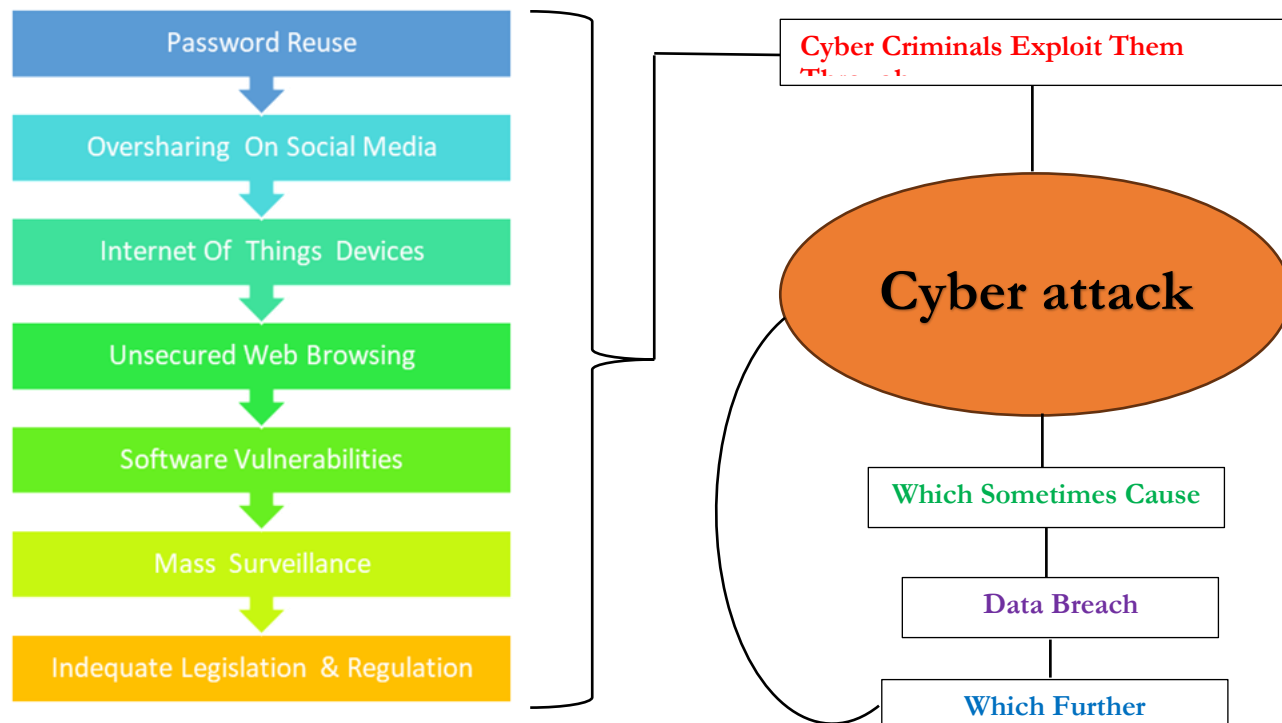 Password Reuse
Oversharing On Social Media
Internet Of Things Devices
Unsecured Web Browsing
Software Vulnerabilities
Mass Surveillance
Indequate Legislation & Regulation
Cyber Criminals Exploit Them
Through
Cyber attack
Which Sometimes Cause
Data Breach
Which Further